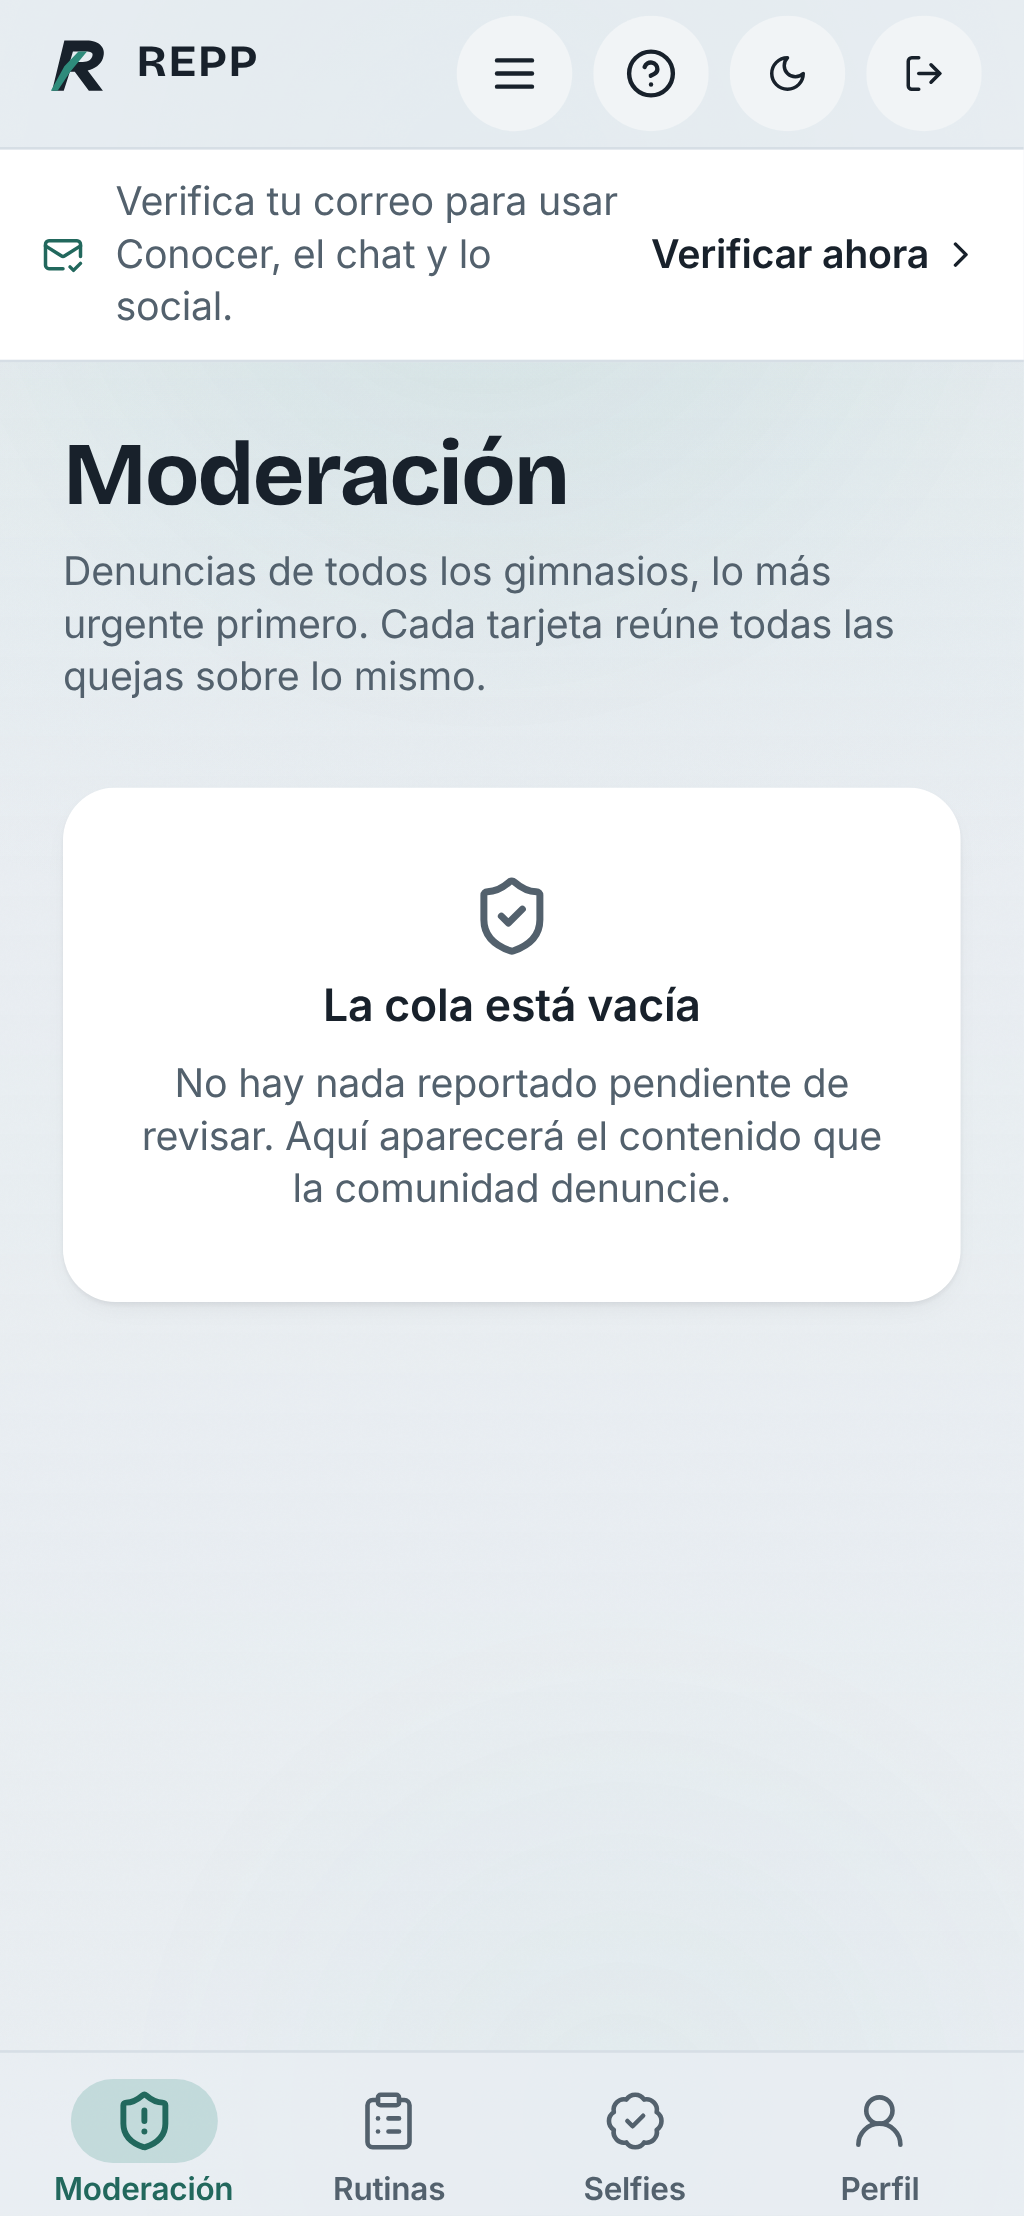 REPP
Verifica tu correo para usar
Conocer, el chat y lo
social.
Verificar ahora
Moderación
Denuncias de todos los gimnasios, lo más
urgente primero. Cada tarjeta reúne todas las
quejas sobre lo mismo.
La cola está vacía
No hay nada reportado pendiente de
revisar. Aquí aparecerá el contenido que
la comunidad denuncie.
Moderación
Rutinas
Selfies
Perfil